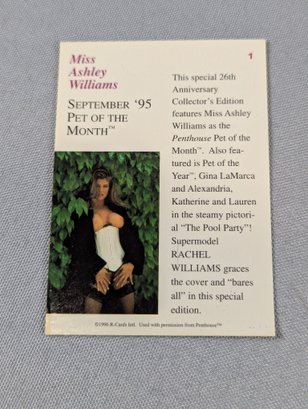 Miss
Ashley
Williams
SEPTEMBER ‘95
PET OF THE
MONTH™
1
This special 26th
Anniversary
Collector’s Edition
features Miss Ashley
Williams as the
Penthouse Pet of the
Month™. Also fea-
tured is Pet of the
Year™, Gina LaMarca
and Alexandria,
Katherine and Lauren
in the steamy pictori-
al “The Pool Party”!
Supermodel
RACHEL
WILLIAMS graces
the cover and “bares
all” in this special
edition.
©1996 R-Cards Intl. Used with permission from Penthouse™